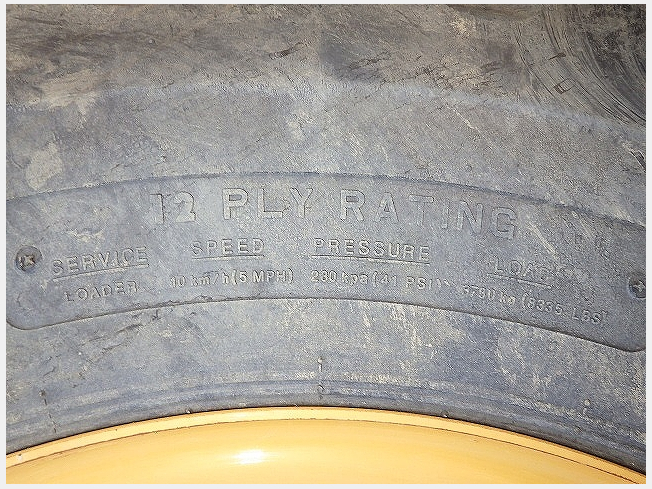 12 PLY RATING
SERVICE SPEED PRESSURE LOAD
LOADER 10 km/h (5 MPH) 280 kpa (41 PSI) 3780 kg (8335 LBS)